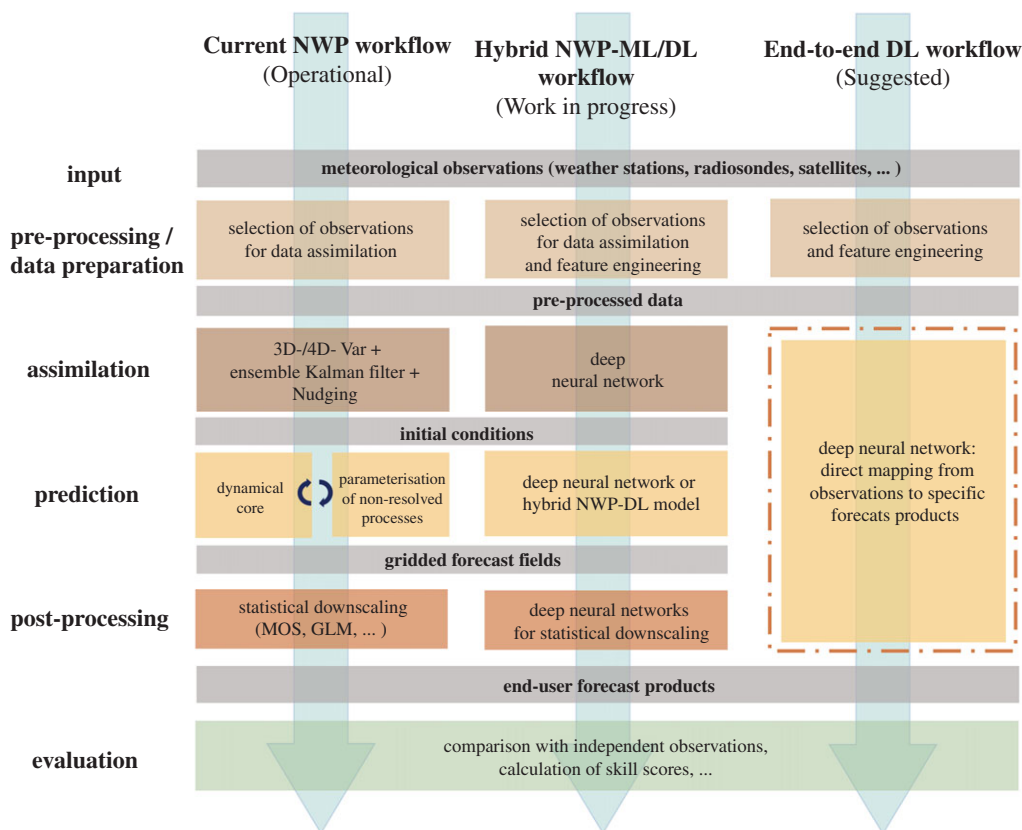 Current NWP workflow
(Operational)
Hybrid NWP-ML/DL
workflow
(Work in progress)
End-to-end DL workflow
(Suggested)
input
meteorological observations (weather stations, radiosondes, satellites, ... )
pre-processing /
data preparation
selection of observations
for data assimilation
selection of observations
for data assimilation
and feature engineering
selection of observations
and feature engineering
pre-processed data
assimilation
3D-/4D- Var +
ensemble Kalman filter +
Nudging
deep
neural network
initial conditions
prediction
dynamical
core
parameterisation
of non-resolved
processes
deep neural network or
hybrid NWP-DL model
deep neural network:
direct mapping from
observations to specific
forecats products
gridded forecast fields
post-processing
statistical downscaling
(MOS, GLM, ... )
deep neural networks
for statistical downscaling
end-user forecast products
evaluation
comparison with independent observations,
calculation of skill scores, ...